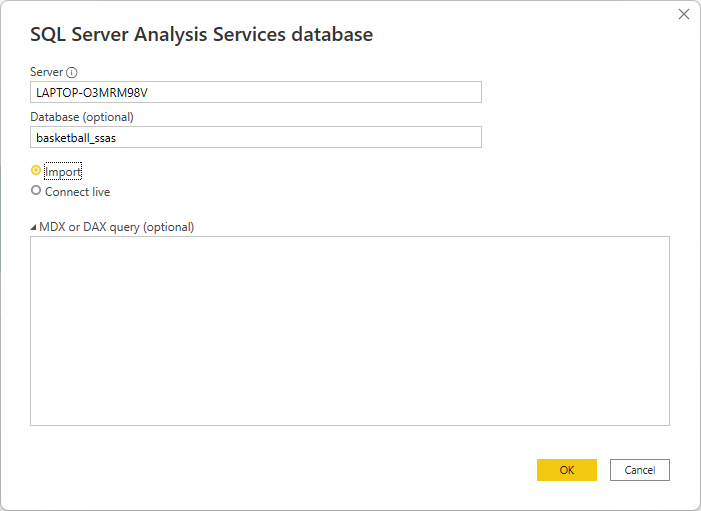 SQL Server Analysis Services database
Server
LAPTOP-O3MRM98V
Database (optional)
basketball_ssas
Import
Connect live
MDX or DAX query (optional)
OK
Cancel